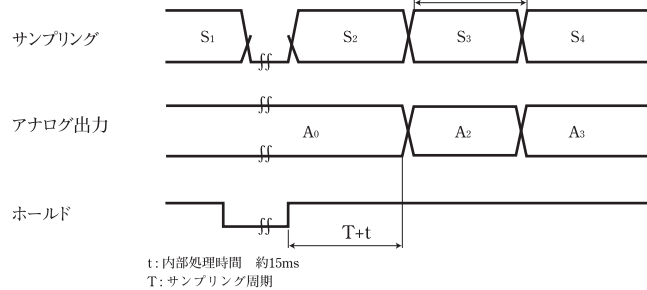 サンプリング S1 S2 S3 S4
アナログ出力 A0 A2 A3
ホールド
T+t
t : 内部処理時間　約15ms
T : サンプリング周期